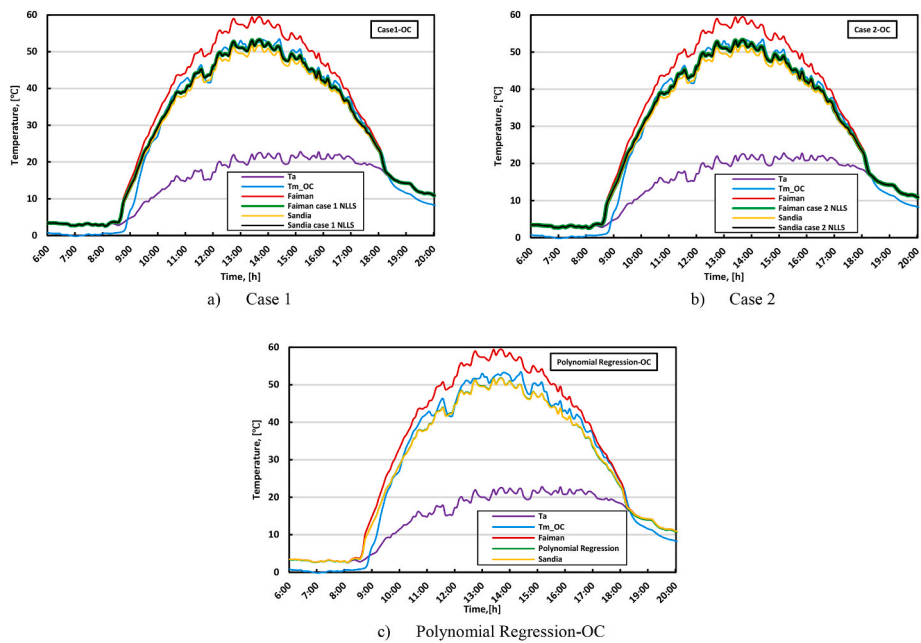 Case1-OC
Temperature, [°C]
60
50
40
30
20
10
0
Ta
Tm_OC
Faiman
Faiman case 1 NLLS
Sandia
Sandia case 1 NLLS
6:00 7:00 8:00 9:00 10:00 11:00 12:00 13:00 14:00 15:00 16:00 17:00 18:00 19:00 20:00
Time, [h]
a) Case 1
Case 2-OC
Temperature, [°C]
60
50
40
30
20
10
0
Ta
Tm_OC
Faiman
Faiman case 2 NLLS
Sandia
Sandia case 2 NLLS
6:00 7:00 8:00 9:00 10:00 11:00 12:00 13:00 14:00 15:00 16:00 17:00 18:00 19:00 20:00
Time, [h]
b) Case 2
Polynomial Regression-OC
Temperature, [°C]
60
50
40
30
20
10
0
Ta
Tm_OC
Faiman
Polynomial Regression
Sandia
6:00 7:00 8:00 9:00 10:00 11:00 12:00 13:00 14:00 15:00 16:00 17:00 18:00 19:00 20:00
Time,[h]
c) Polynomial Regression-OC